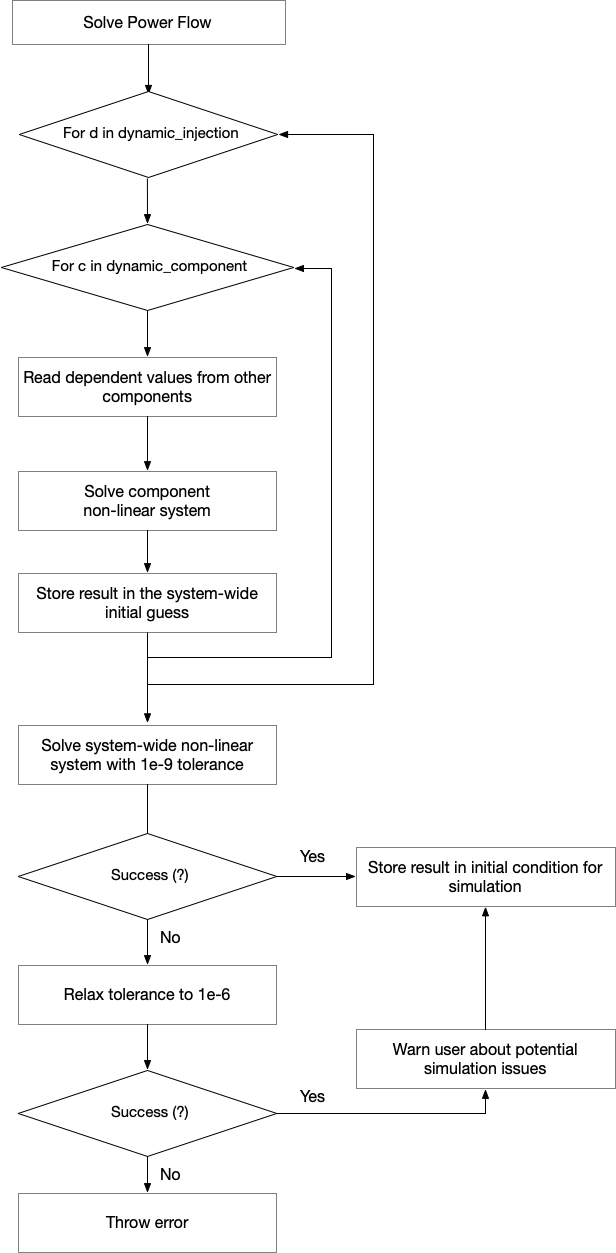 Solve Power Flow
For d in dynamic_injection
For c in dynamic_component
Read dependent values from other
components
Solve component
non-linear system
Store result in the system-wide
initial guess
Solve system-wide non-linear
system with 1e-9 tolerance
Success (?)
Yes
Store result in initial condition for
simulation
No
Relax tolerance to 1e-6
Warn user about potential
simulation issues
Success (?)
Yes
No
Throw error